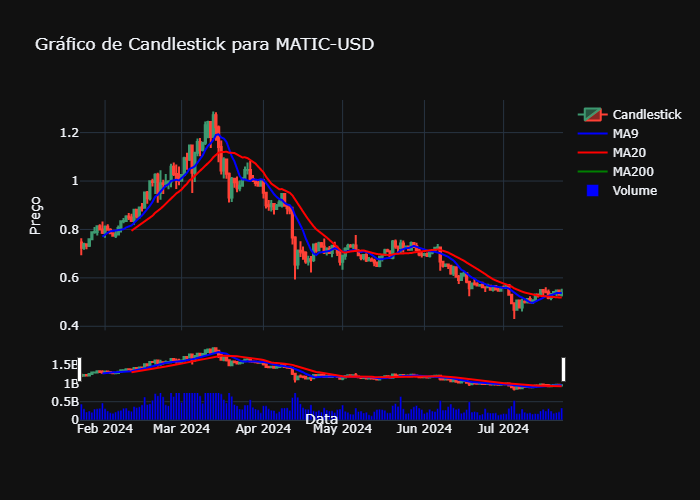 Gráfico de Candlestick para MATIC-USD
Candlestick
MA9
MA20
MA200
Volume
Preço
1.2
1
0.8
0.6
0.4
1.5B
1B
0.5B
0
Data
Feb 2024 Mar 2024 Apr 2024 May 2024 Jun 2024 Jul 2024